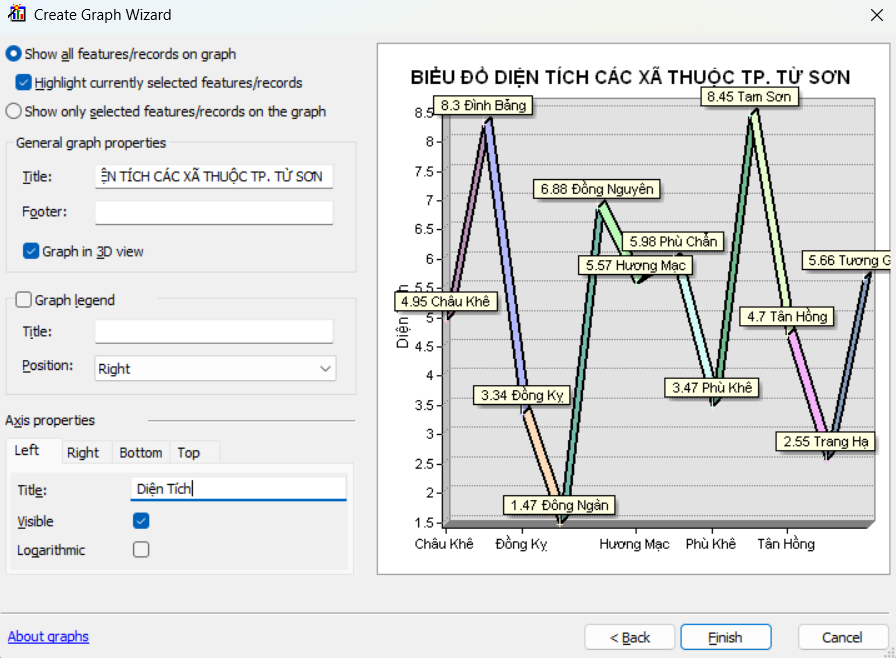 Create Graph Wizard
Show all features/records on graph
Highlight currently selected features/records
Show only selected features/records on the graph
General graph properties
Title: ỆN TÍCH CÁC XÃ THUỘC TP. TỪ SƠN
Footer:
Graph in 3D view
Graph legend
Title:
Position: Right
Axis properties
Left Right Bottom Top
Title: Diện Tích
Visible
Logarithmic
BIỂU ĐỒ DIỆN TÍCH CÁC XÃ THUỘC TP. TỪ SƠN
8.45 Tam Sơn
8.3 Đình Bảng
6.88 Đồng Nguyên
5.98 Phù Chẩn
5.57 Hương Mạc
5.66 Tương G
4.95 Châu Khê
4.7 Tân Hồng
3.47 Phù Khê
3.34 Đồng Kỵ
2.55 Trang Hạ
1.47 Đông Ngàn
8.5
8
7.5
7
6.5
6
5.5
5
4.5
4
3.5
3
2.5
2
1.5
Diện
Châu Khê Đồng Kỵ Hương Mạc Phù Khê Tân Hồng
About graphs
< Back Finish Cancel